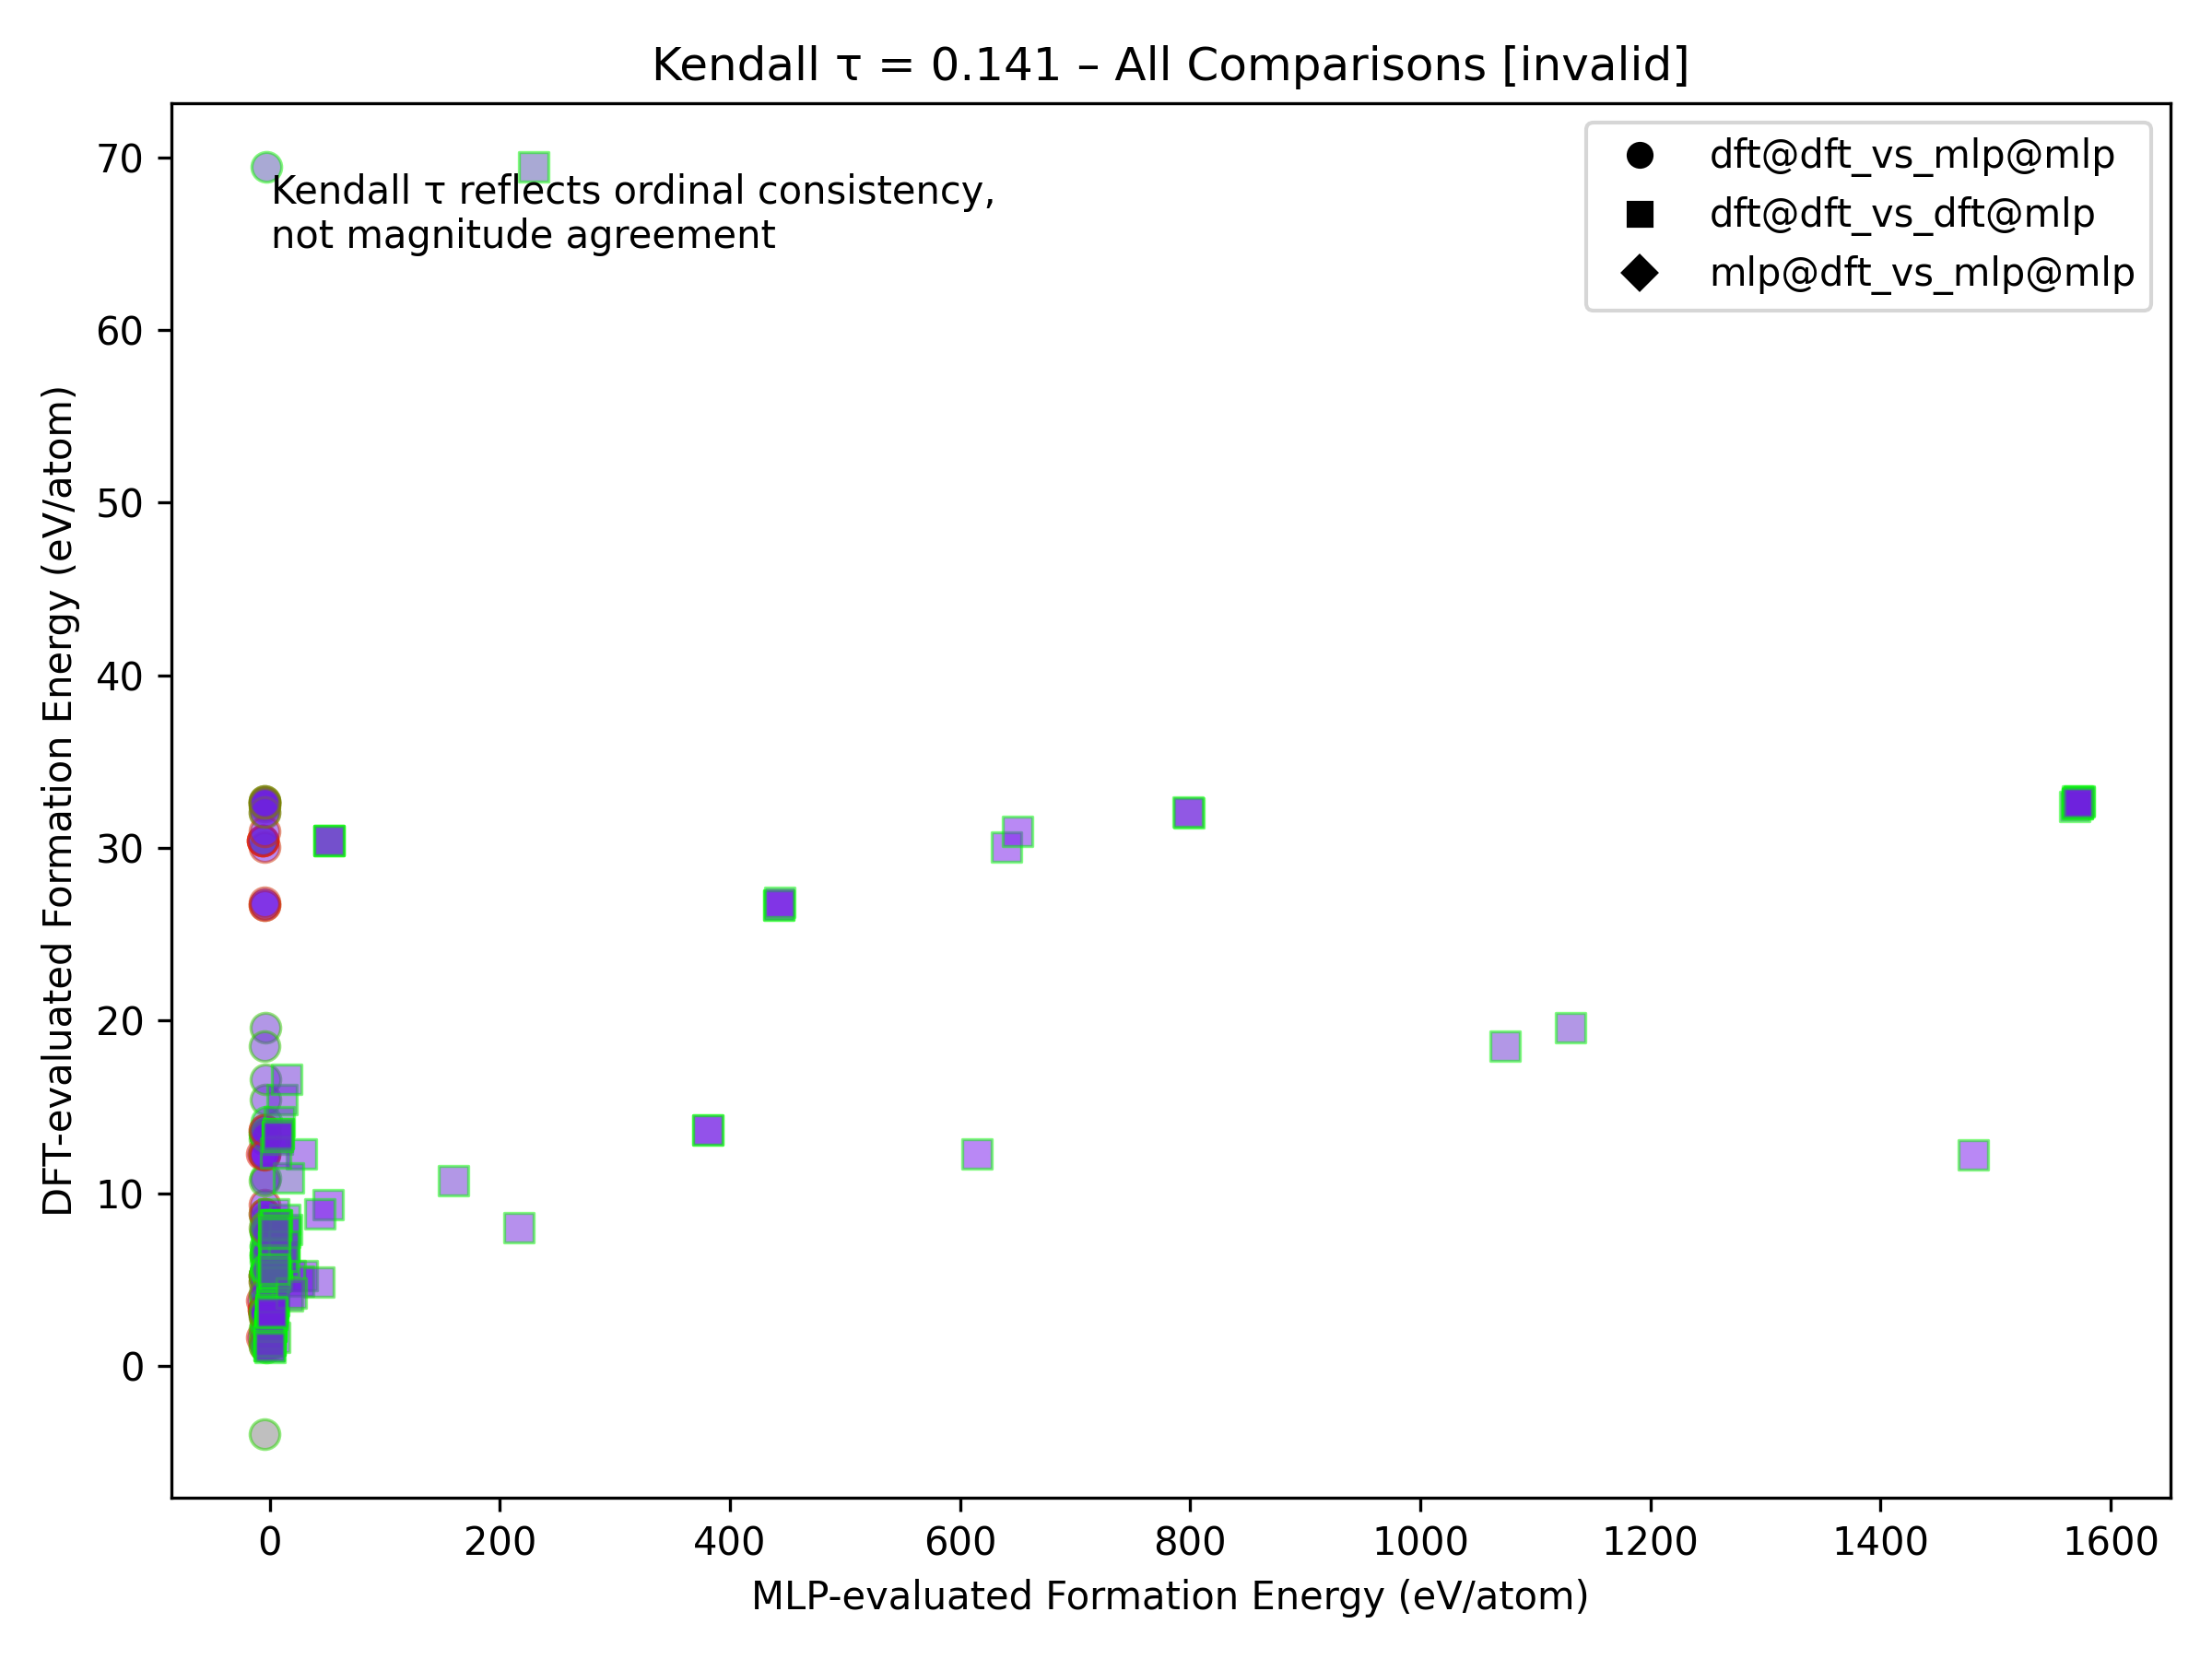 Kendall τ = 0.141 – All Comparisons [invalid]
Kendall τ reflects ordinal consistency,
not magnitude agreement
dft@dft_vs_mlp@mlp
dft@dft_vs_dft@mlp
mlp@dft_vs_mlp@mlp
DFT-evaluated Formation Energy (eV/atom)
70
60
50
40
30
20
10
0
0 200 400 600 800 1000 1200 1400 1600
MLP-evaluated Formation Energy (eV/atom)